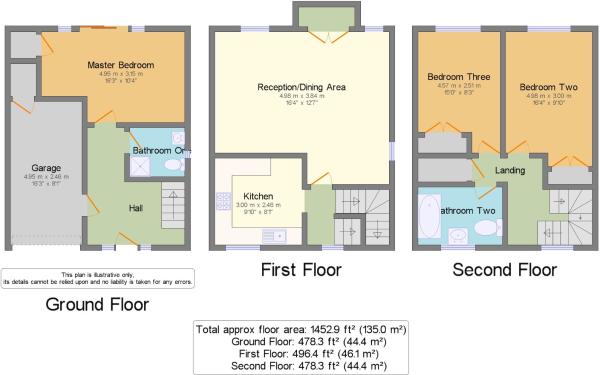 Master Bedroom
4.95 m x 3.15 m
16'3" x 10'4"
Bathroom On
Garage
4.95 m x 2.46 m
16'3" x 8'1"
Hall
This plan is illustrative only,
its details cannot be relied upon and no liability is taken for any errors.
Ground Floor
Reception/Dining Area
4.98 m x 3.84 m
16'4" x 12'7"
Kitchen
3.00 m x 2.46 m
9'10" x 8'1"
First Floor
Bedroom Three
4.57 m x 2.51 m
15'0" x 8'3"
Bedroom Two
4.98 m x 3.00 m
16'4" x 9'10"
Landing
Bathroom Two
Second Floor
Total approx floor area: 1452.9 ft² (135.0 m²)
Ground Floor: 478.3 ft² (44.4 m²)
First Floor: 496.4 ft² (46.1 m²)
Second Floor: 478.3 ft² (44.4 m²)